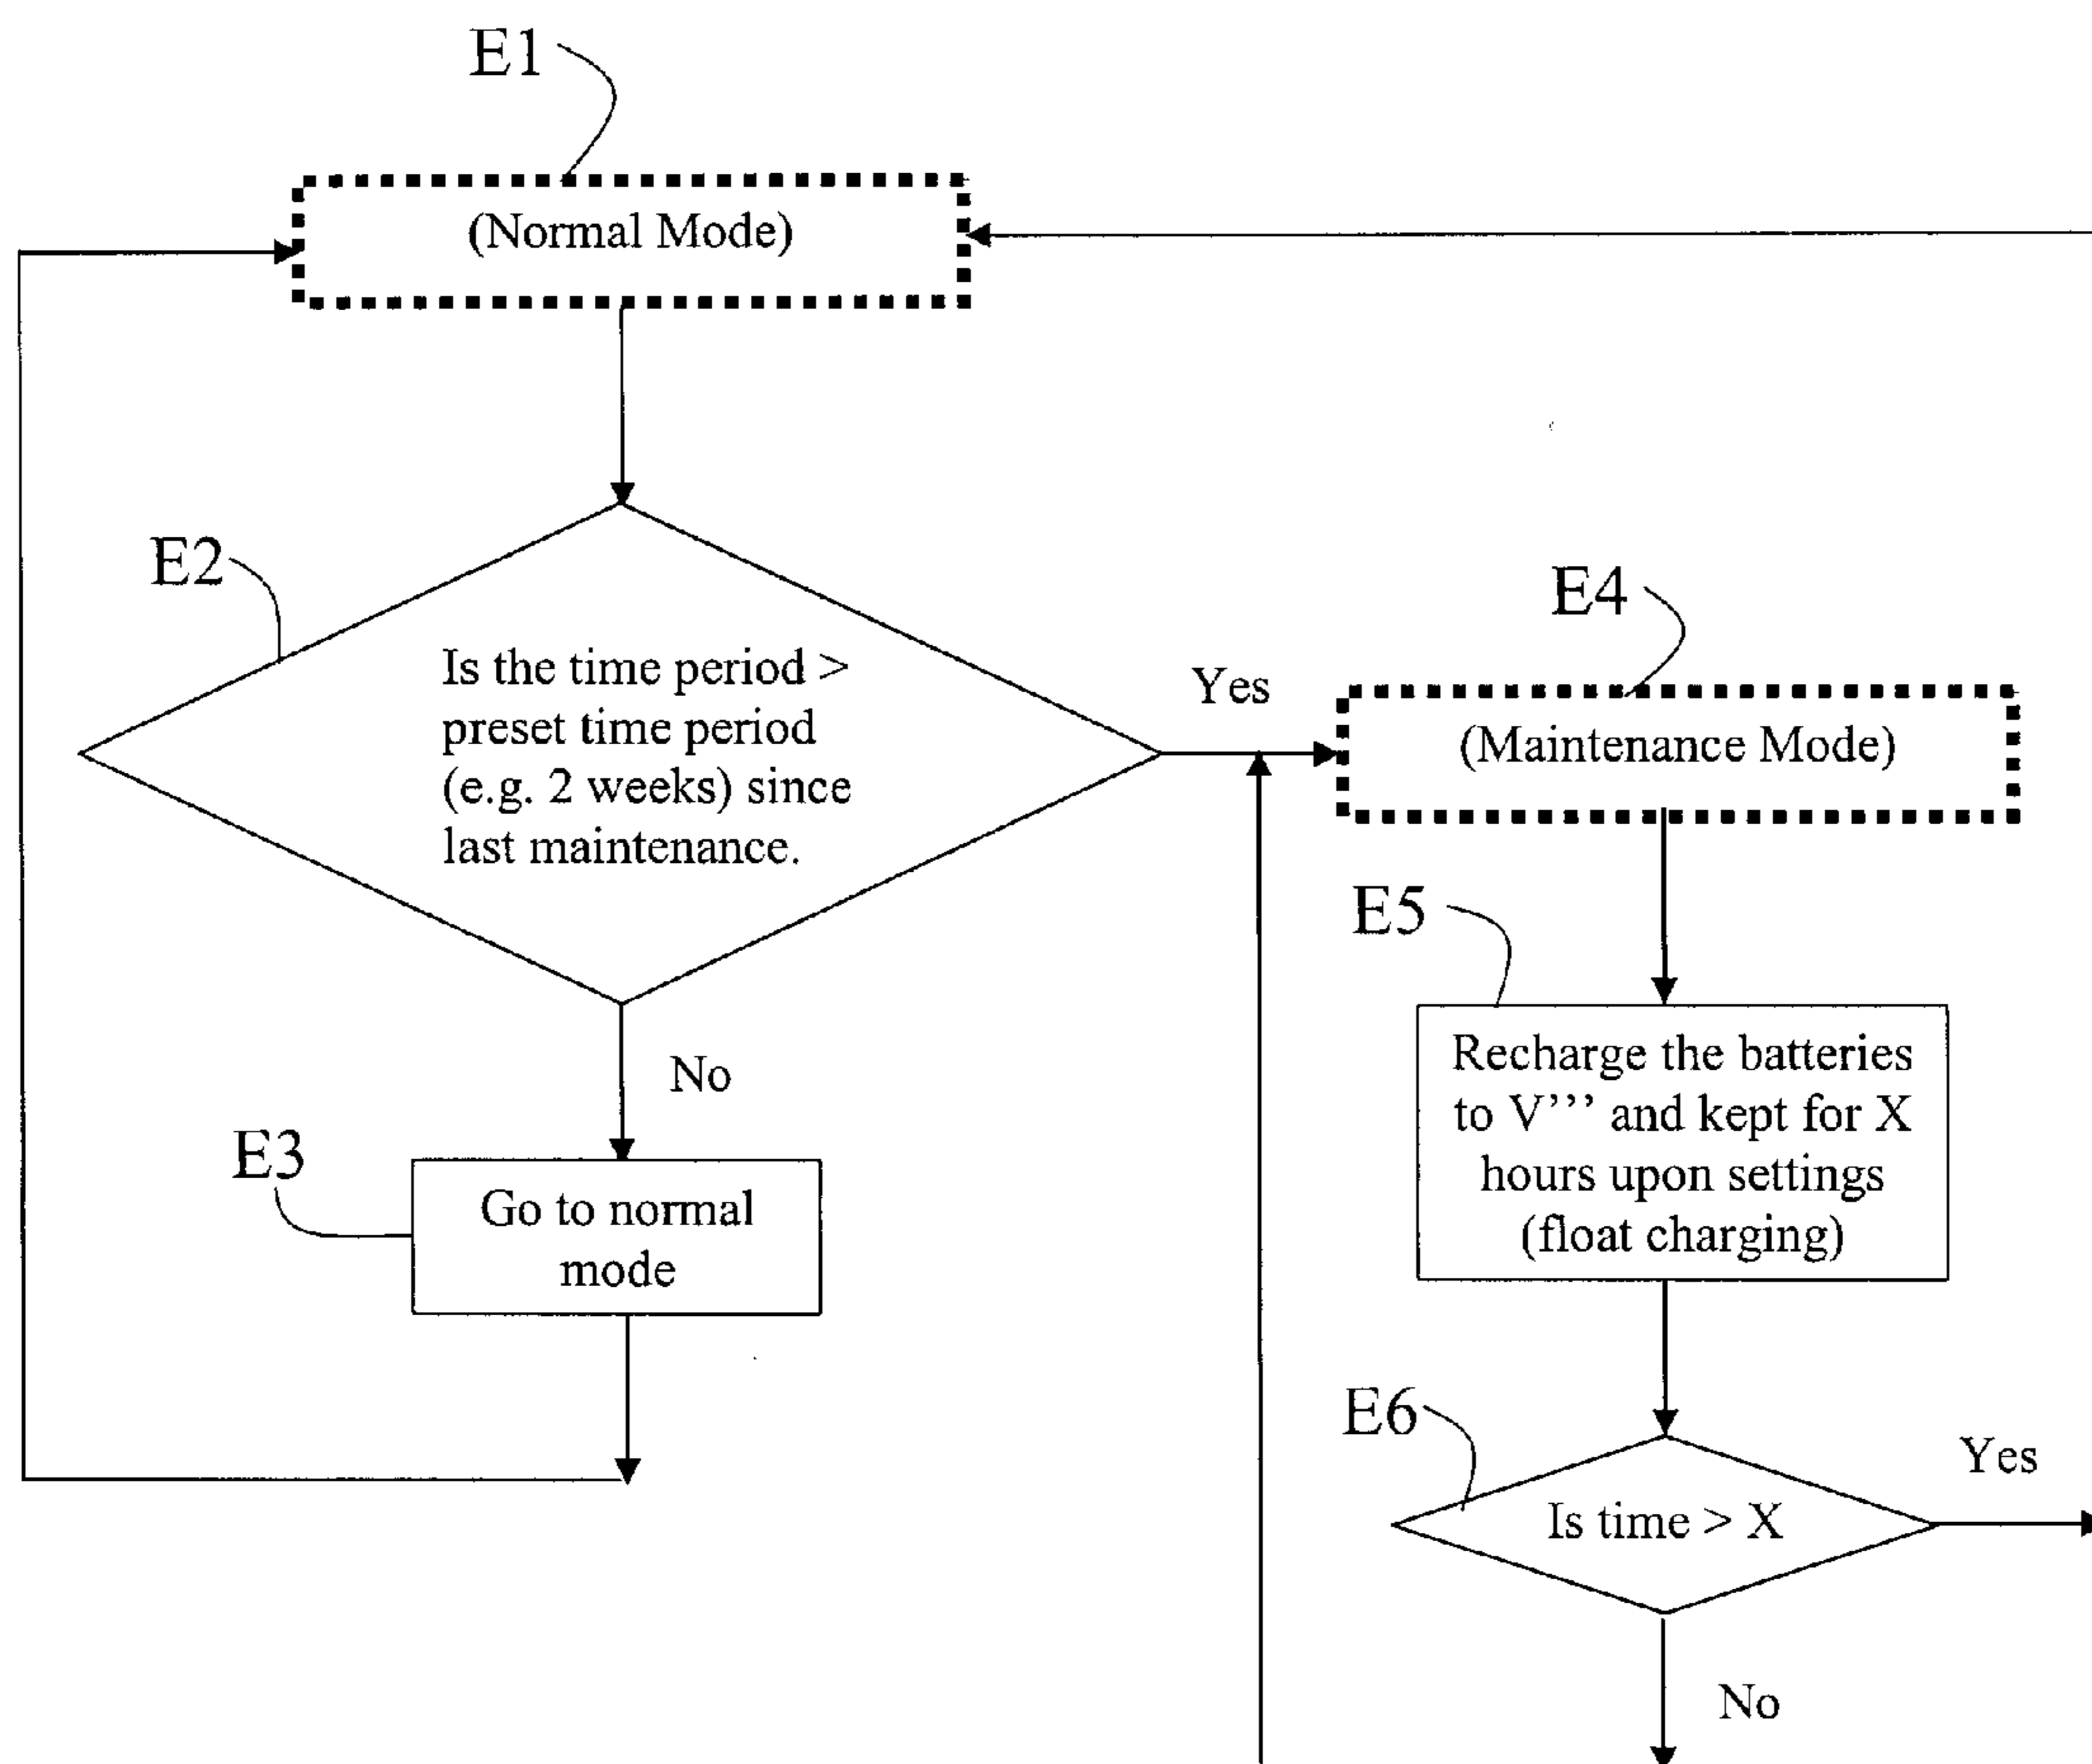 E1
(Normal Mode)
E2
Is the time period >
preset time period
(e.g. 2 weeks) since
last maintenance.
Yes
E4
(Maintenance Mode)
E5
Recharge the batteries
to V’’’ and kept for X
hours upon settings
(float charging)
No
E3
Go to normal
mode
E6
Is time > X
Yes
No